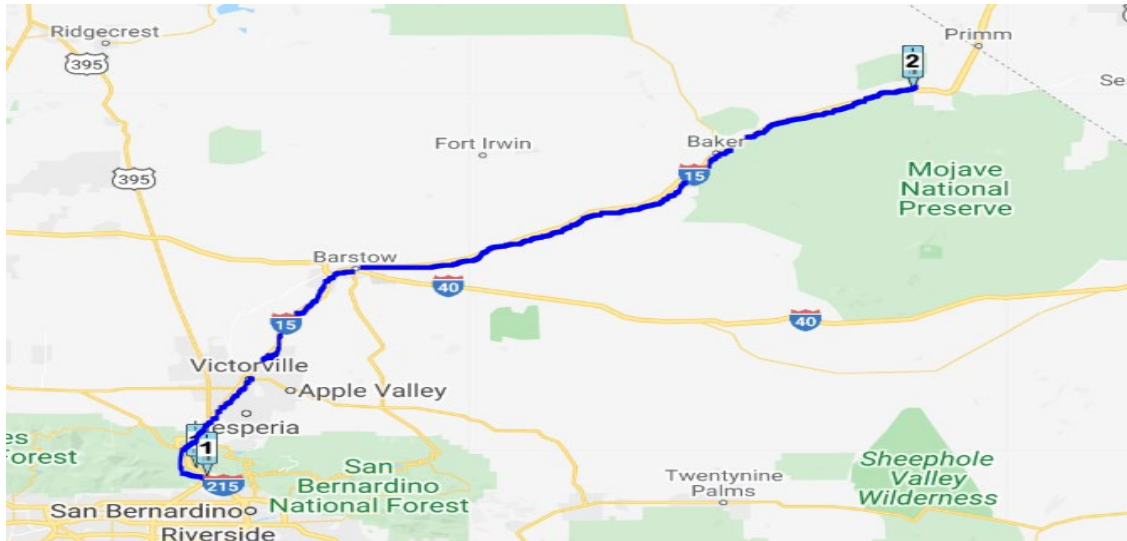 Ridgecrest
395
Primm
2
Fort Irwin
Baker
15
Mojave
National
Preserve
395
Barstow
40
15
40
Victorville
Apple Valley
esperia
1
es
Forest
215
San
Bernardino
National Forest
San Bernardino
Riverside
Twentynine
Palms
Sheephole
Valley
Wilderness